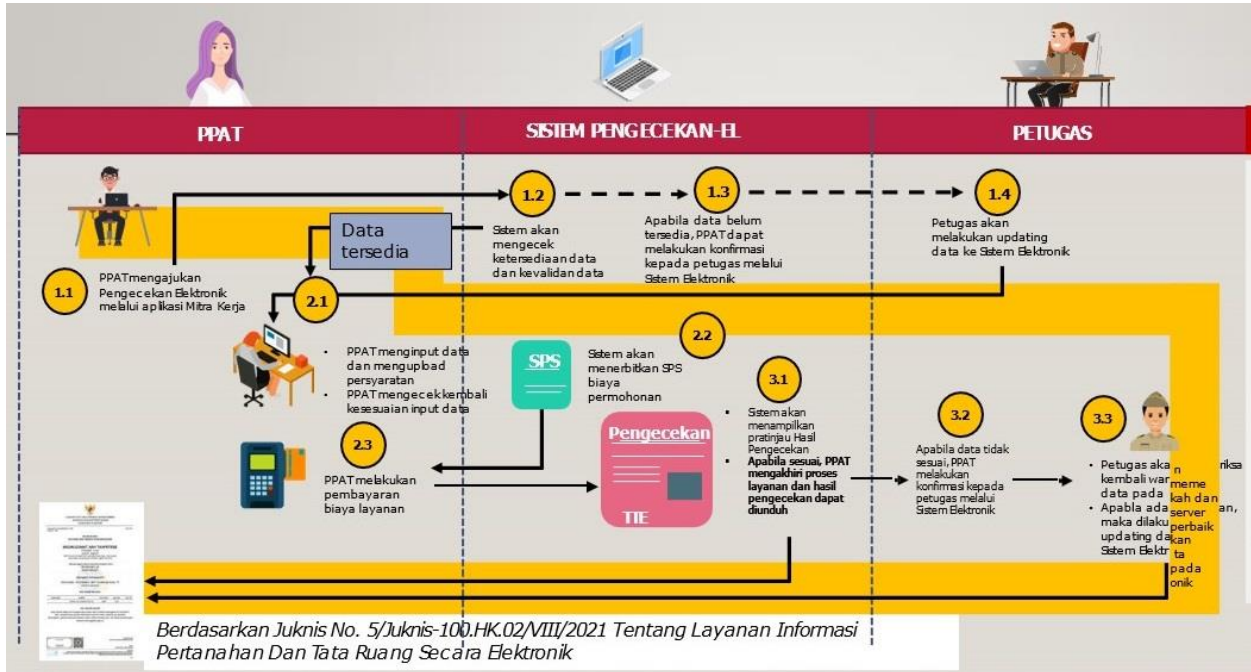 PPAT
SISTEM PENGECEKAN-EL
PETUGAS
1.1
PPAT mengajukan
Pengecekan Elektronik
melalui aplikasi Mitra Kerja
Data
tersedia
1.2
Sistem akan
mengecek
ketersediaan data
dan kevalidan data
1.3
Apabila data belum
tersedia, PPAT dapat
melakukan konfirmasi
kepada petugas melalui
Sistem Elektronik
1.4
Petugas akan
melakukan updating
data ke Sistem Elektronik
2.1
• PPAT menginput data
dan mengupload
persyaratan
• PPAT mengecek kembali
kesesuaian input data
2.2
SPS
Sistem akan
menerbitkan SPS
biaya
permohonan
2.3
PPAT melakukan
pembayaran
biaya layanan
Pengecekan
TTE
3.1
• Sistem akan
menampilkan
pratinjau Hasil
Pengecekan
• Apabila sesuai, PPAT
mengakhiri proses
layanan dan hasil
pengecekan dapat
diunduh
3.2
Apabila data tidak
sesuai, PPAT
melakukan
konfirmasi kepada
petugas melalui
Sistem Elektronik
3.3
• Petugas aka
n
riksa
kembali war
meme
data pada
kah dan
server
• Apabla ada
an,
perbaik
maka dilaku
kan
updating da
ta
pada
Sistem Elektr
onik
Berdasarkan Juknis No. 5/Juknis-100.HK.02/VIII/2021 Tentang Layanan Informasi
Pertanahan Dan Tata Ruang Secara Elektronik